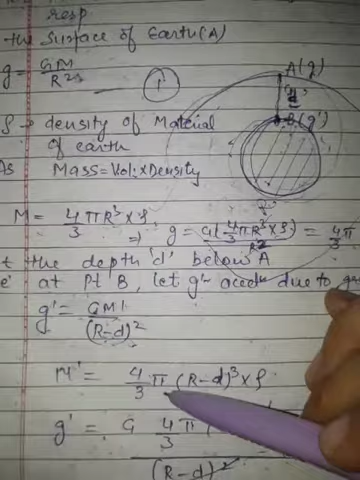 resp
the surface of Earth(A)
g = GM/R²
①
A(g)
'd'
B(g')
ρ → density of Material
of earth
As Mass = Vol: × Density
M = 4/3 πR³ × ρ ⇒ g = G(4/3 πR³ × ρ)/R² = 4π/3
t the depth 'd' below A
at Pt B, let g' accⁿ due to
g' = GM'/(R-d)²
M' = 4/3 π (R-d)³ × ρ
g' = G 4/3 π
(R-d)²